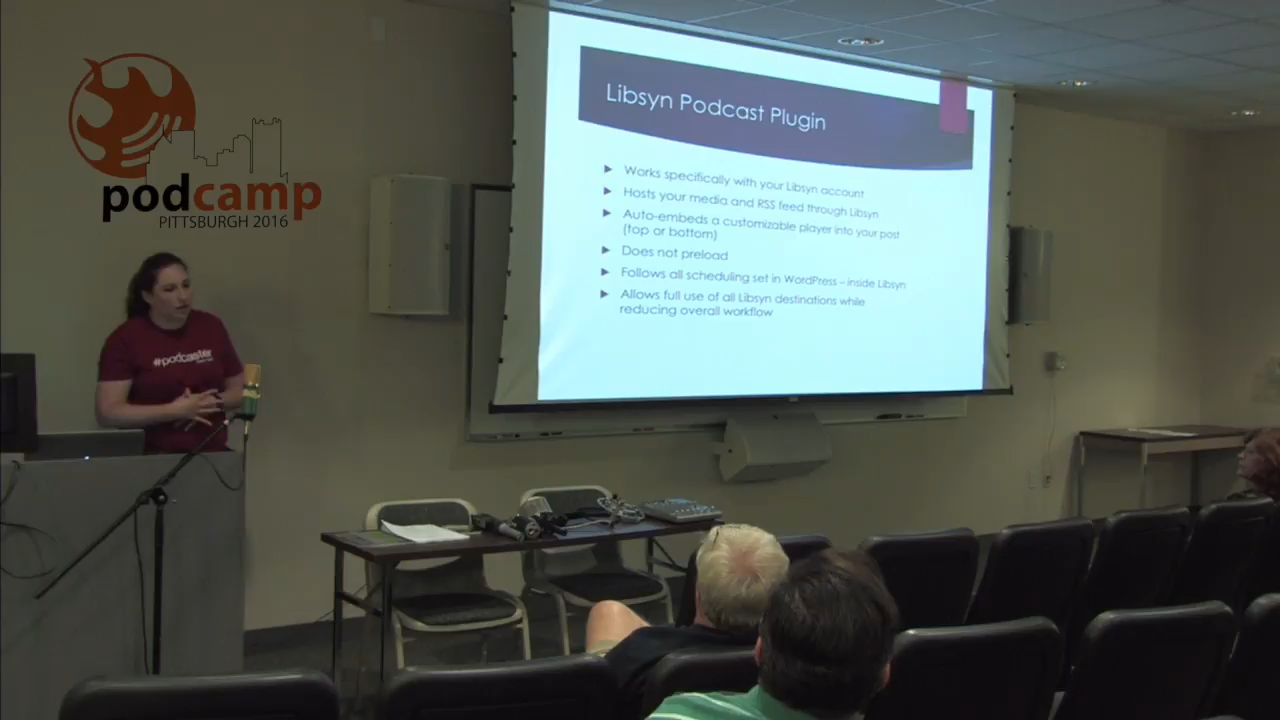 podcamp
PITTSBURGH 2016
#podcaster
Libsyn Podcast Plugin
Works specifically with your Libsyn account
Hosts your media and RSS feed through Libsyn
Auto-embeds a customizable player into your post
(top or bottom)
Does not preload
Follows all scheduling set in WordPress – inside Libsyn
Allows full use of all Libsyn destinations while
reducing overall workflow